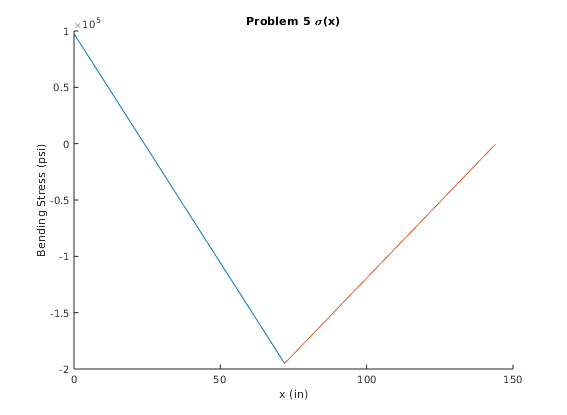 Problem 5 σ(x)
×10⁵
1
0.5
0
-0.5
-1
-1.5
-2
Bending Stress (psi)
0 50 100 150
x (in)